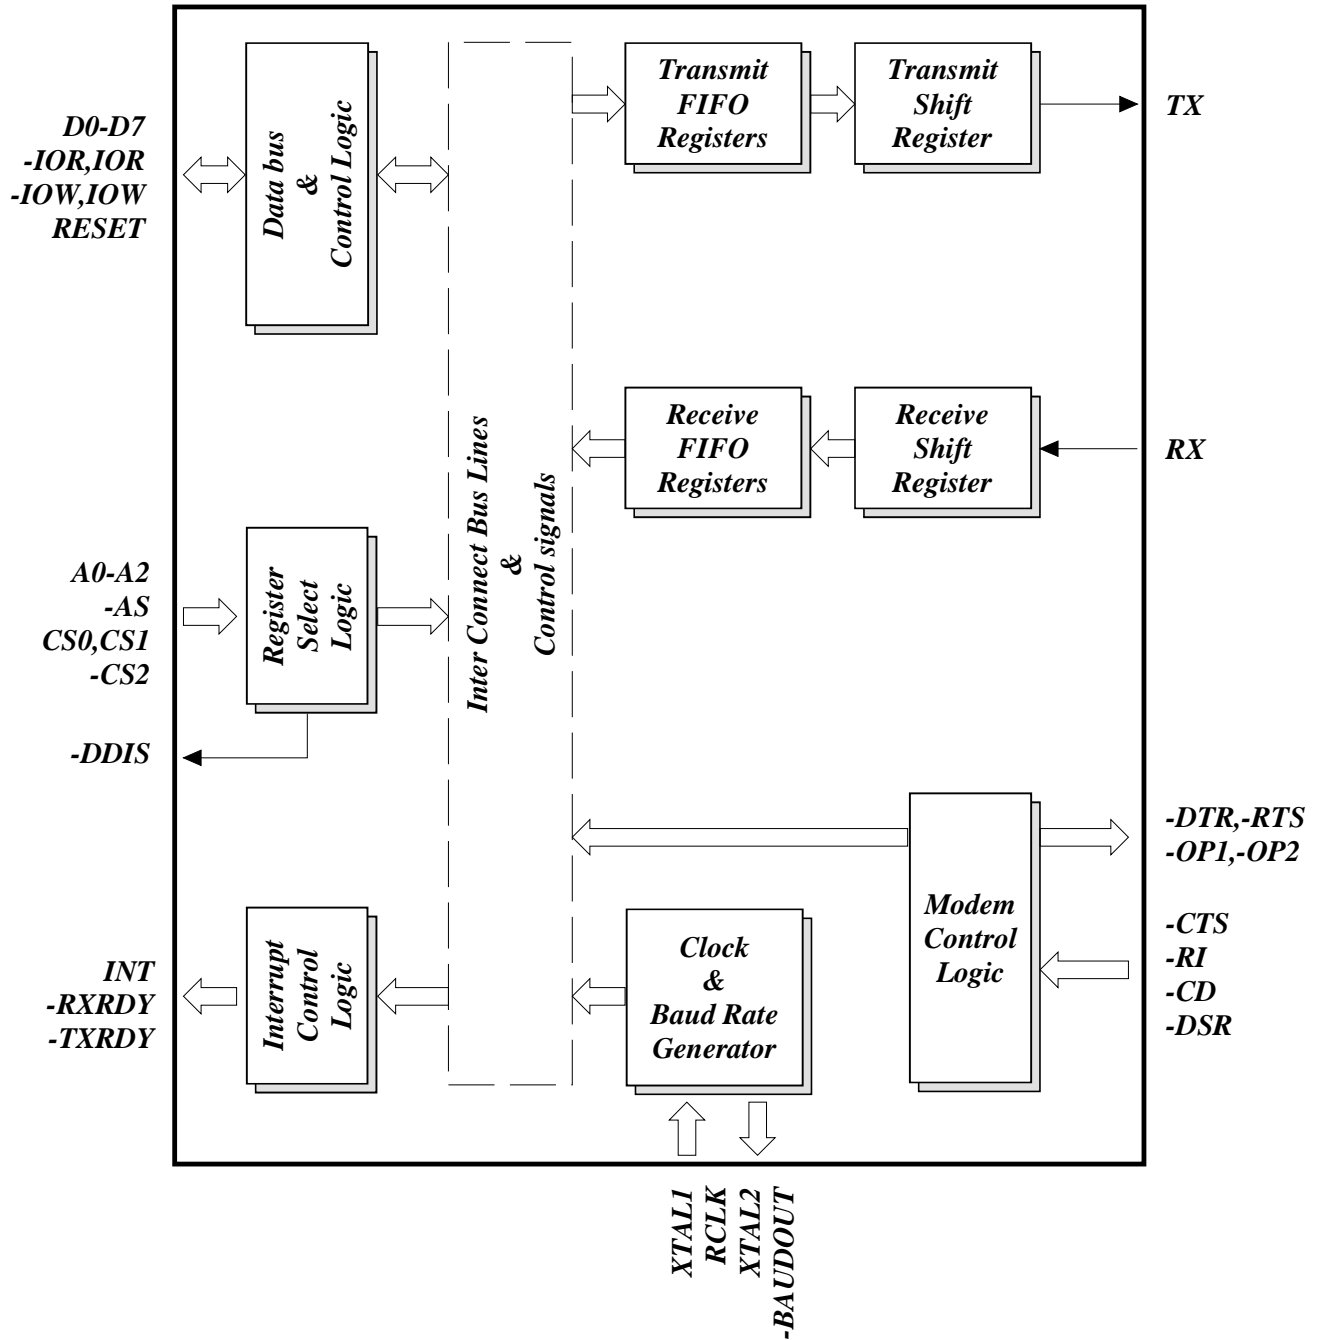 D0-D7
-IOR,IOR
-IOW,IOW
RESET
Data bus
&
Control Logic
Transmit
FIFO
Registers
Transmit
Shift
Register
TX
Receive
FIFO
Registers
Receive
Shift
Register
RX
Inter Connect Bus Lines
&
Control signals
A0-A2
-AS
CS0,CS1
-CS2
Register
Select
Logic
-DDIS
-DTR,-RTS
-OP1,-OP2
Modem
Control
Logic
-CTS
-RI
-CD
-DSR
INT
-RXRDY
-TXRDY
Interrupt
Control
Logic
Clock
&
Baud Rate
Generator
XTAL1
RCLK
XTAL2
-BAUDOUT